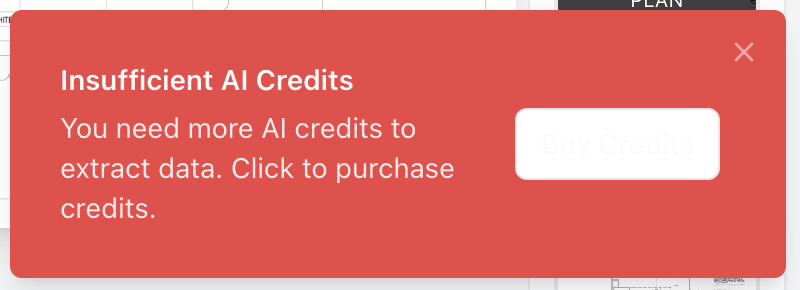 PLAN
Insufficient AI Credits
You need more AI credits to
extract data. Click to purchase
credits.
Buy Credits